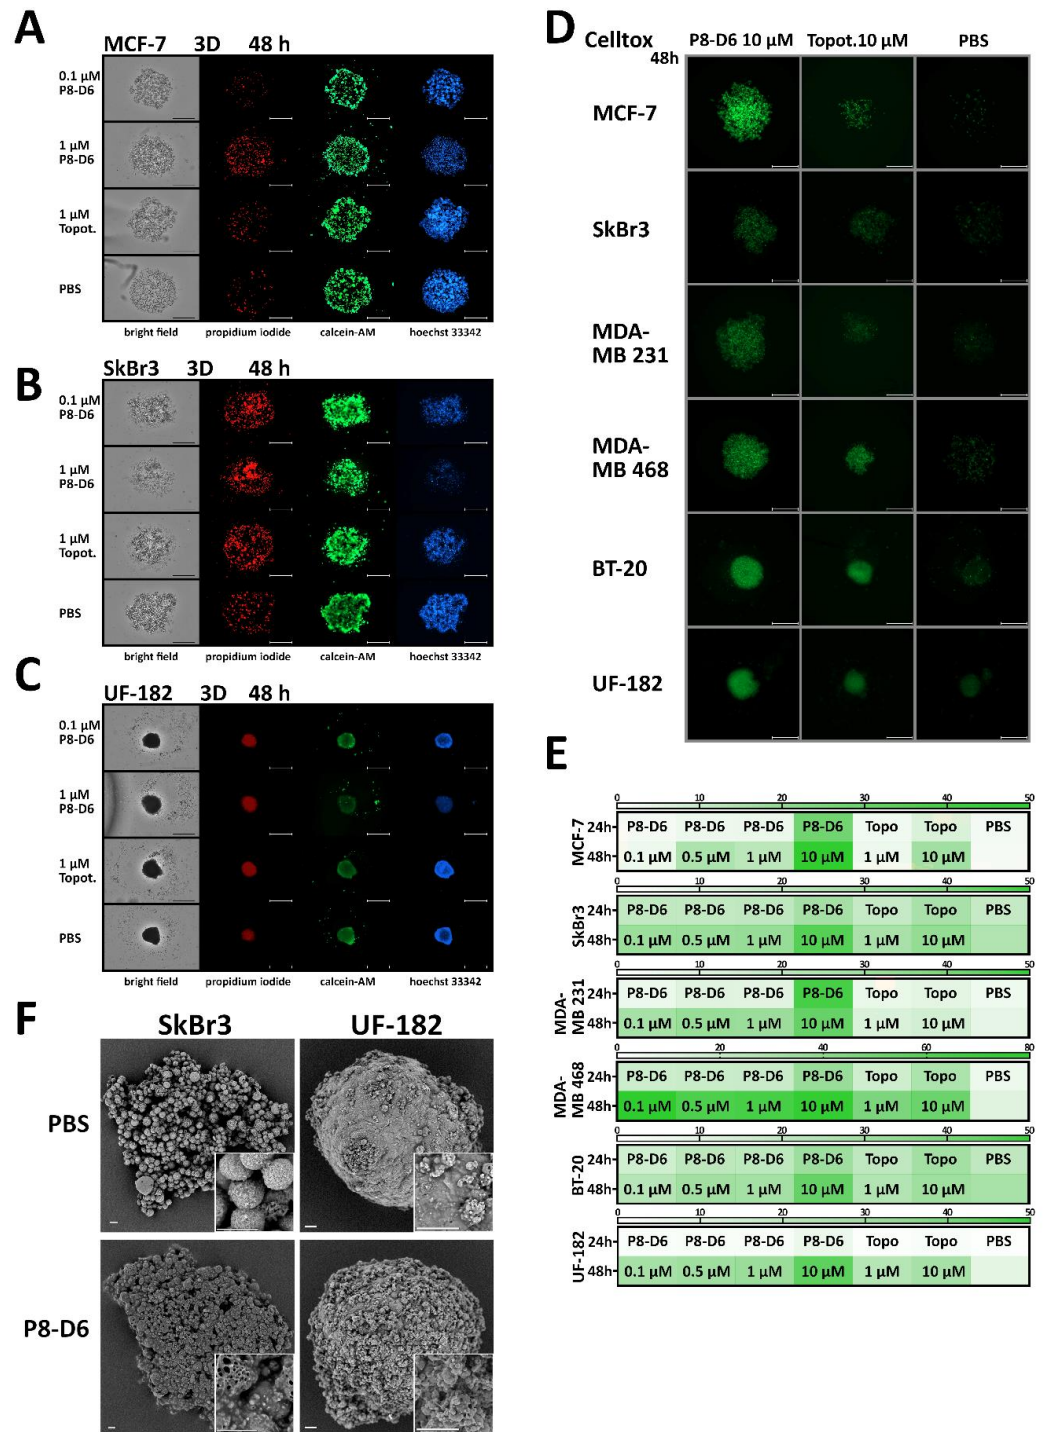 A
MCF-7 3D 48 h
0.1 µM
P8-D6
1 µM
P8-D6
1 µM
Topot.
PBS
bright field propidium iodide calcein-AM hoechst 33342
B
SkBr3 3D 48 h
0.1 µM
P8-D6
1 µM
P8-D6
1 µM
Topot.
PBS
bright field propidium iodide calcein-AM hoechst 33342
C
UF-182 3D 48 h
0.1 µM
P8-D6
1 µM
P8-D6
1 µM
Topot.
PBS
bright field propidium iodide calcein-AM hoechst 33342
D
Celltox P8-D6 10 µM Topot.10 µM PBS
48h
MCF-7
SkBr3
MDA-
MB 231
MDA-
MB 468
BT-20
UF-182
E
0 10 20 30 40 50
MCF-7
24h P8-D6 P8-D6 P8-D6 P8-D6 Topo Topo PBS
48h 0.1 µM 0.5 µM 1 µM 10 µM 1 µM 10 µM
0 10 20 30 40 50
SkBr3
24h P8-D6 P8-D6 P8-D6 P8-D6 Topo Topo PBS
48h 0.1 µM 0.5 µM 1 µM 10 µM 1 µM 10 µM
0 10 20 30 40 50
MDA-
MB 231
24h P8-D6 P8-D6 P8-D6 P8-D6 Topo Topo PBS
48h 0.1 µM 0.5 µM 1 µM 10 µM 1 µM 10 µM
0 20 40 60 80
MDA-
MB 468
24h P8-D6 P8-D6 P8-D6 P8-D6 Topo Topo PBS
48h 0.1 µM 0.5 µM 1 µM 10 µM 1 µM 10 µM
0 10 20 30 40 50
BT-20
24h P8-D6 P8-D6 P8-D6 P8-D6 Topo Topo PBS
48h 0.1 µM 0.5 µM 1 µM 10 µM 1 µM 10 µM
0 10 20 30 40 50
UF-182
24h P8-D6 P8-D6 P8-D6 P8-D6 Topo Topo PBS
48h 0.1 µM 0.5 µM 1 µM 10 µM 1 µM 10 µM
F
SkBr3 UF-182
PBS
P8-D6